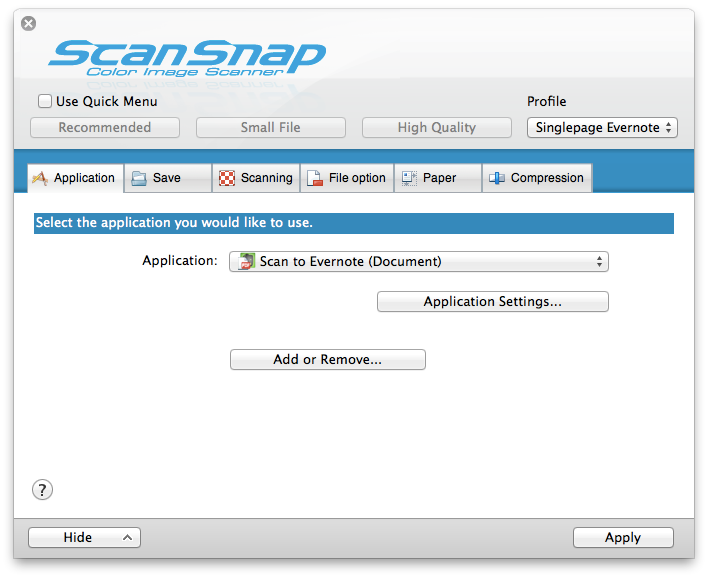 ScanSnap
Color Image Scanner
Use Quick Menu
Profile
Recommended
Small File
High Quality
Singlepage Evernote
Application
Save
Scanning
File option
Paper
Compression
Select the application you would like to use.
Application:
Scan to Evernote (Document)
Application Settings...
Add or Remove...
?
Hide
Apply